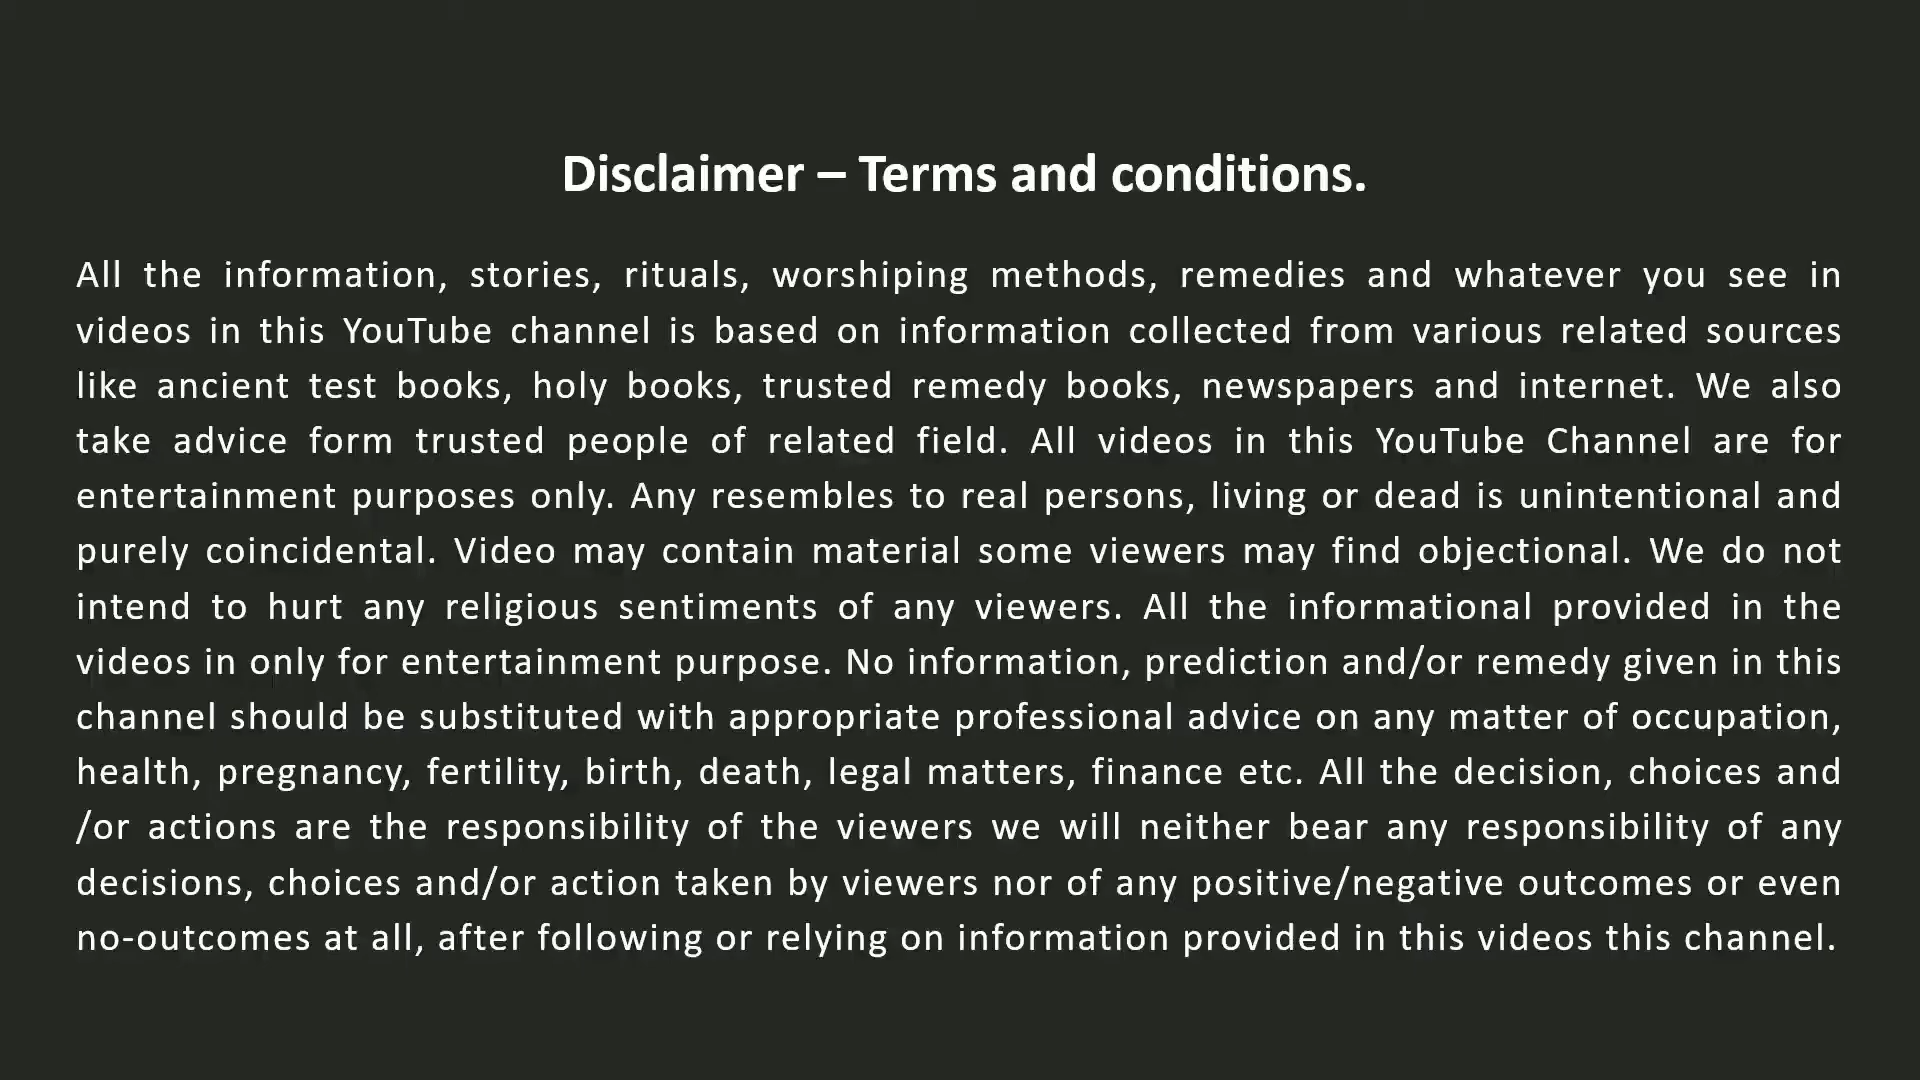 Disclaimer – Terms and conditions.
All the information, stories, rituals, worshiping methods, remedies and whatever you see in
videos in this YouTube channel is based on information collected from various related sources
like ancient test books, holy books, trusted remedy books, newspapers and internet. We also
take advice form trusted people of related field. All videos in this YouTube Channel are for
entertainment purposes only. Any resembles to real persons, living or dead is unintentional and
purely coincidental. Video may contain material some viewers may find objectional. We do not
intend to hurt any religious sentiments of any viewers. All the informational provided in the
videos in only for entertainment purpose. No information, prediction and/or remedy given in this
channel should be substituted with appropriate professional advice on any matter of occupation,
health, pregnancy, fertility, birth, death, legal matters, finance etc. All the decision, choices and
/or actions are the responsibility of the viewers we will neither bear any responsibility of any
decisions, choices and/or action taken by viewers nor of any positive/negative outcomes or even
no-outcomes at all, after following or relying on information provided in this videos this channel.